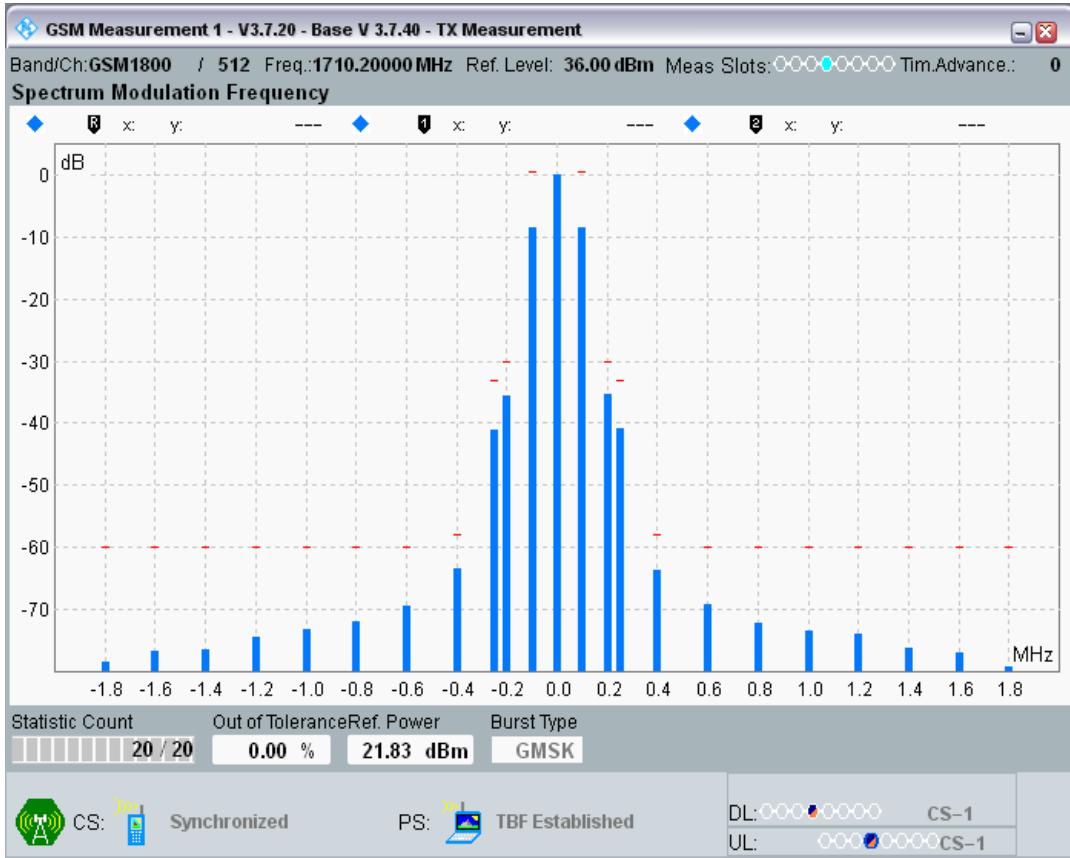 GSM Measurement 1 - V3.7.20 - Base V 3.7.40 - TX Measurement
Band/Ch:GSM1800 / 512 Freq.:1710.20000 MHz Ref. Level: 36.00 dBm Meas Slots: Tim.Advance.: 0
Spectrum Modulation Frequency
R x: y: --- 1 x: y: --- 2 x: y: ---
dB
0
-10
-20
-30
-40
-50
-60
-70
MHz
-1.8 -1.6 -1.4 -1.2 -1.0 -0.8 -0.6 -0.4 -0.2 0.0 0.2 0.4 0.6 0.8 1.0 1.2 1.4 1.6 1.8
Statistic Count Out of Tolerance Ref. Power Burst Type
20 / 20 0.00 % 21.83 dBm GMSK
CS: Synchronized PS: TBF Established
DL: CS-1
UL: CS-1